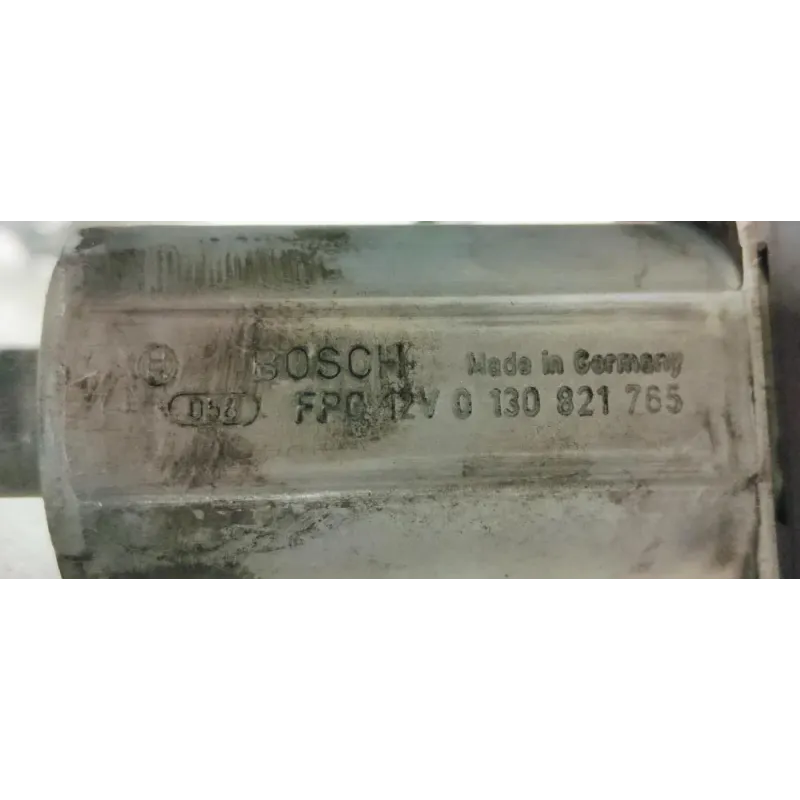 BOSCH Made in Germany
FPG 12V 0 130 821 765